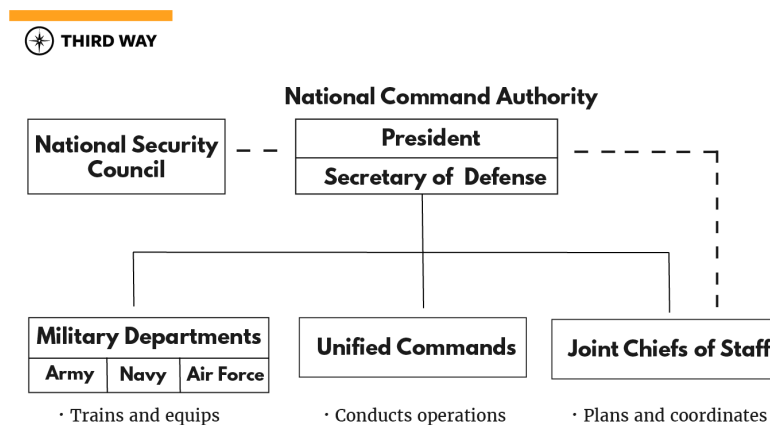 THIRD WAY
National Command Authority
National Security
Council
President
Secretary of Defense
Military Departments
Army Navy Air Force
Unified Commands
Joint Chiefs of Staff
· Trains and equips
· Conducts operations
· Plans and coordinates